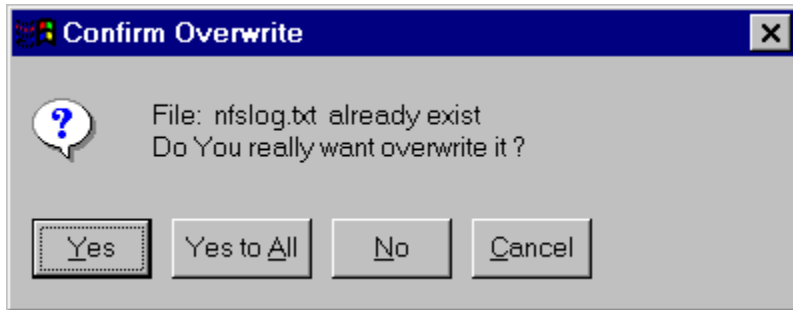 Confirm Overwrite
File: nfslog.txt already exist
Do You really want overwrite it ?
Yes
Yes to All
No
Cancel